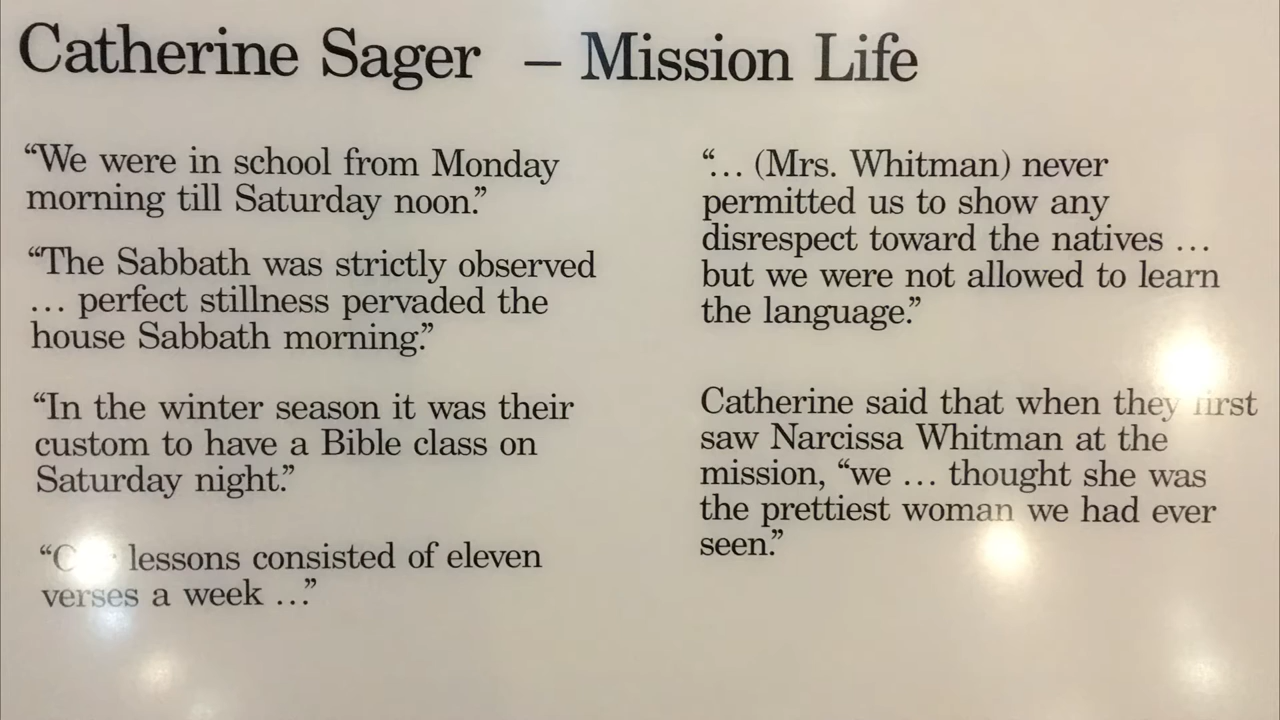 Catherine Sager – Mission Life
“We were in school from Monday
morning till Saturday noon.”
“The Sabbath was strictly observed
… perfect stillness pervaded the
house Sabbath morning.”
“In the winter season it was their
custom to have a Bible class on
Saturday night.”
lessons consisted of eleven
verses a week …”
“… (Mrs. Whitman) never
permitted us to show any
disrespect toward the natives …
but we were not allowed to learn
the language.”
Catherine said that when they first
saw Narcissa Whitman at the
mission, “we … thought she was
the prettiest woman we had ever
seen.”